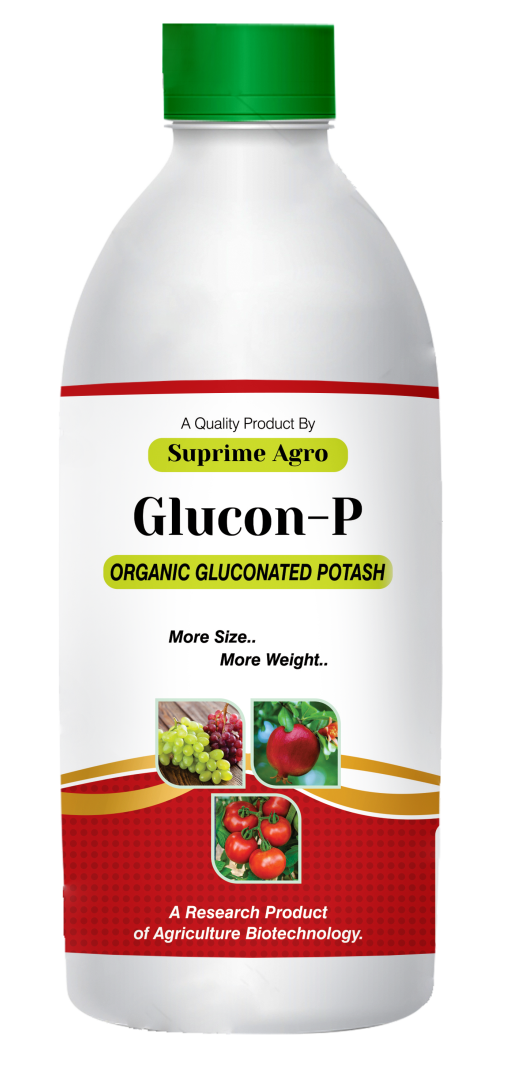 A Quality Product By
Suprime Agro
Glucon-P
ORGANIC GLUCONATED POTASH
More Size..
More Weight..
A Research Product
of Agriculture Biotechnology.